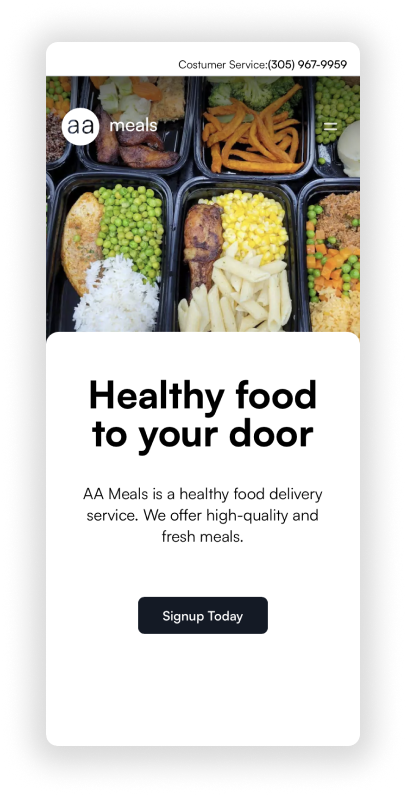 Costumer Service:(305) 967-9959
aa meals
Healthy food
to your door
AA Meals is a healthy food delivery
service. We offer high-quality and
fresh meals.
Signup Today